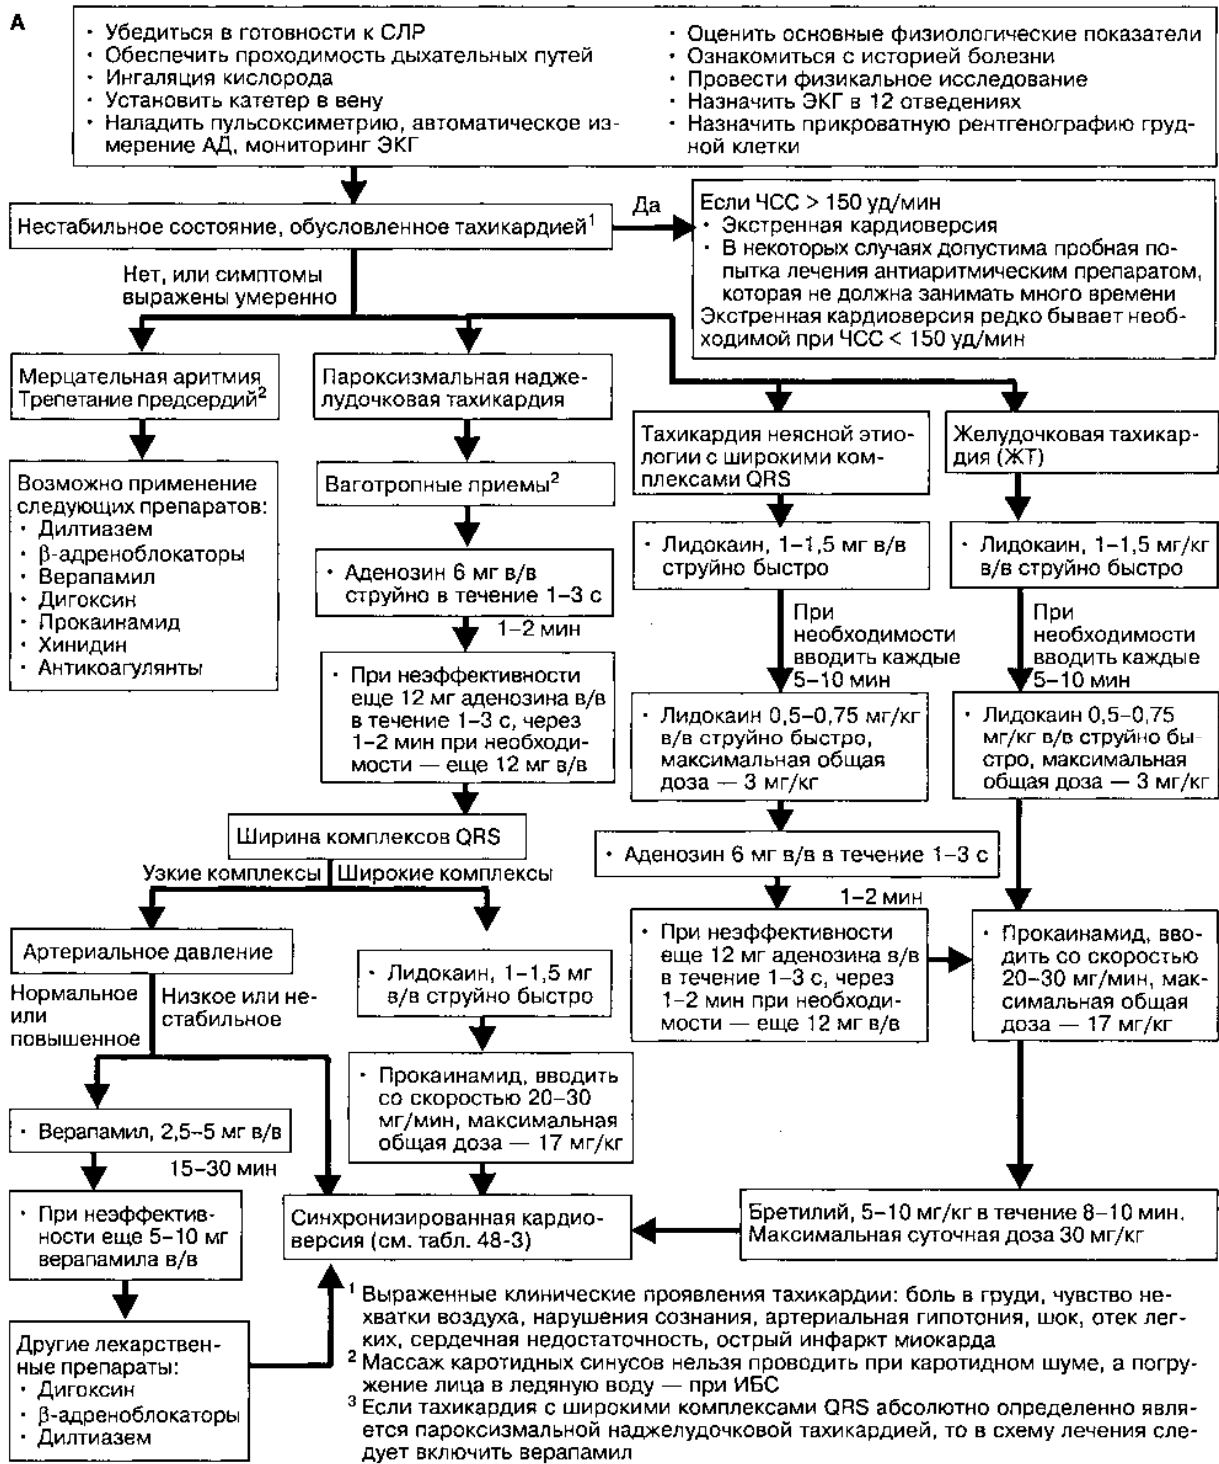 А
· Убедиться в готовности к СЛР
· Обеспечить проходимость дыхательных путей
· Ингаляция кислорода
· Установить катетер в вену
· Наладить пульсоксиметрию, автоматическое из-
мерение АД, мониторинг ЭКГ
· Оценить основные физиологические показатели
· Ознакомиться с историей болезни
· Провести физикальное исследование
· Назначить ЭКГ в 12 отведениях
· Назначить прикроватную рентгенографию груд-
ной клетки
Нестабильное состояние, обусловленное тахикардией¹
Да
Если ЧСС > 150 уд/мин
· Экстренная кардиоверсия
· В некоторых случаях допустима пробная по-
пытка лечения антиаритмическим препаратом,
которая не должна занимать много времени
Экстренная кардиоверсия редко бывает необ-
ходимой при ЧСС < 150 уд/мин
Нет, или симптомы
выражены умеренно
Мерцательная аритмия
Трепетание предсердий²
Возможно применение
следующих препаратов:
· Дилтиазем
· β-адреноблокаторы
· Верапамил
· Дигоксин
· Прокаинамид
· Хинидин
· Антикоагулянты
Пароксизмальная надже-
лудочковая тахикардия
Ваготропные приемы²
· Аденозин 6 мг в/в
струйно в течение 1–3 с
1–2 мин
· При неэффективности
еще 12 мг аденозина в/в
в течение 1–3 с, через
1–2 мин при необходи-
мости — еще 12 мг в/в
Тахикардия неясной этио-
логии с широкими ком-
плексами QRS
· Лидокаин, 1–1,5 мг в/в
струйно быстро
При
необходимости
вводить каждые
5–10 мин
· Лидокаин 0,5–0,75 мг/кг
в/в струйно быстро,
максимальная общая
доза — 3 мг/кг
· Аденозин 6 мг в/в в течение 1–3 с
1–2 мин
· При неэффективности
еще 12 мг аденозина в/в
в течение 1–3 с, через
1–2 мин при необходи-
мости — еще 12 мг в/в
Желудочковая тахикар-
дия (ЖТ)
· Лидокаин, 1–1,5 мг/кг
в/в струйно быстро
При
необходимости
вводить каждые
5–10 мин
· Лидокаин 0,5–0,75
мг/кг в/в струйно бы-
стро, максимальная
общая доза — 3 мг/кг
· Прокаинамид, вво-
дить со скоростью
20–30 мг/мин, мак-
симальная общая
доза — 17 мг/кг
Ширина комплексов QRS
Узкие комплексы
Широкие комплексы
Артериальное давление
Нормальное
или
повышенное
Низкое или не-
стабильное
· Лидокаин, 1–1,5 мг
в/в струйно быстро
· Прокаинамид, вводить
со скоростью 20–30
мг/мин, максимальная
общая доза — 17 мг/кг
· Верапамил, 2,5–5 мг в/в
15–30 мин
· При неэффектив-
ности еще 5–10 мг
верапамила в/в
Синхронизированная кардио-
версия (см. табл. 48-3)
Бретилий, 5–10 мг/кг в течение 8–10 мин.
Максимальная суточная доза 30 мг/кг
Другие лекарствен-
ные препараты:
· Дигоксин
· β-адреноблокаторы
· Дилтиазем
¹ Выраженные клинические проявления тахикардии: боль в груди, чувство не-
хватки воздуха, нарушения сознания, артериальная гипотония, шок, отек лег-
ких, сердечная недостаточность, острый инфаркт миокарда
² Массаж каротидных синусов нельзя проводить при каротидном шуме, а погру-
жение лица в ледяную воду — при ИБС
³ Если тахикардия с широкими комплексами QRS абсолютно определенно явля-
ется пароксизмальной наджелудочковой тахикардией, то в схему лечения сле-
дует включить верапамил